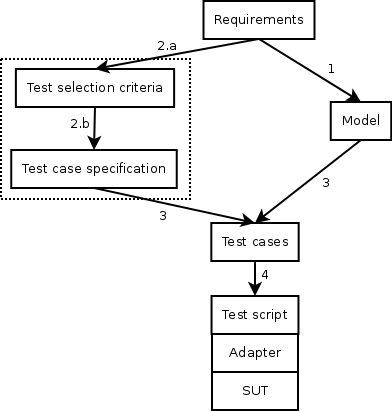 Requirements
2.a
1
Test selection criteria
Model
2.b
Test case specification
3
3
Test cases
4
Test script
Adapter
SUT